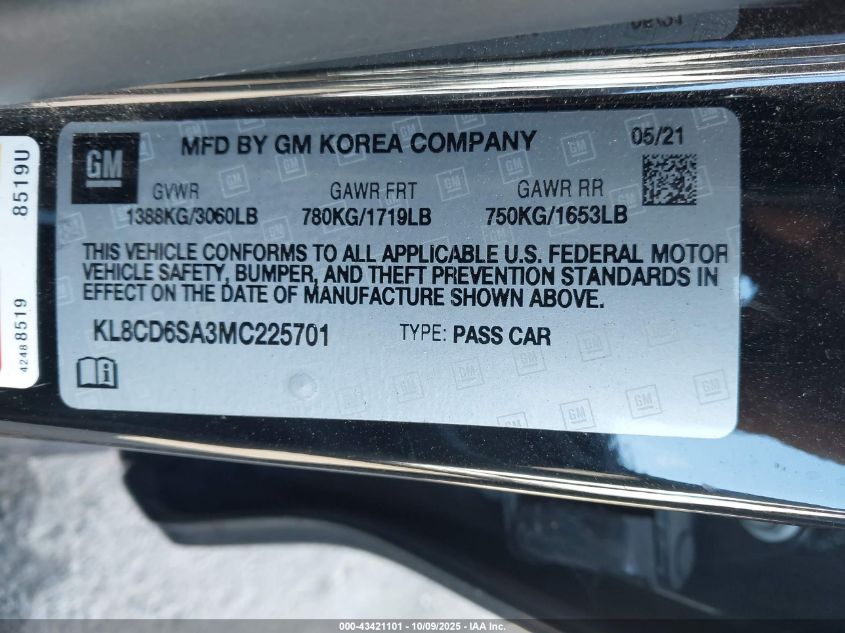 GM
MFD BY GM KOREA COMPANY
05/21
GVWR
GAWR FRT
GAWR RR
1388KG/3060LB
780KG/1719LB
750KG/1653LB
THIS VEHICLE CONFORMS TO ALL APPLICABLE U.S. FEDERAL MOTOR
VEHICLE SAFETY, BUMPER, AND THEFT PREVENTION STANDARDS IN
EFFECT ON THE DATE OF MANUFACTURE SHOWN ABOVE.
KL8CD6SA3MC225701
TYPE: PASS CAR
8519U
4248 8519
000-43421101 - 10/09/2025 - IAA Inc.